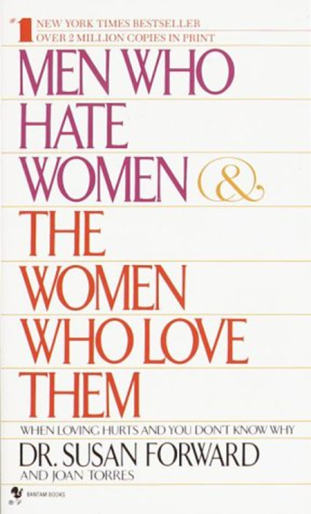 #1 NEW YORK TIMES BESTSELLER
OVER 2 MILLION COPIES IN PRINT
MEN WHO
HATE
WOMEN &
THE
WOMEN
WHO LOVE
THEM
WHEN LOVING HURTS AND YOU DON'T KNOW WHY
DR. SUSAN FORWARD
AND JOAN TORRES
BANTAM BOOKS